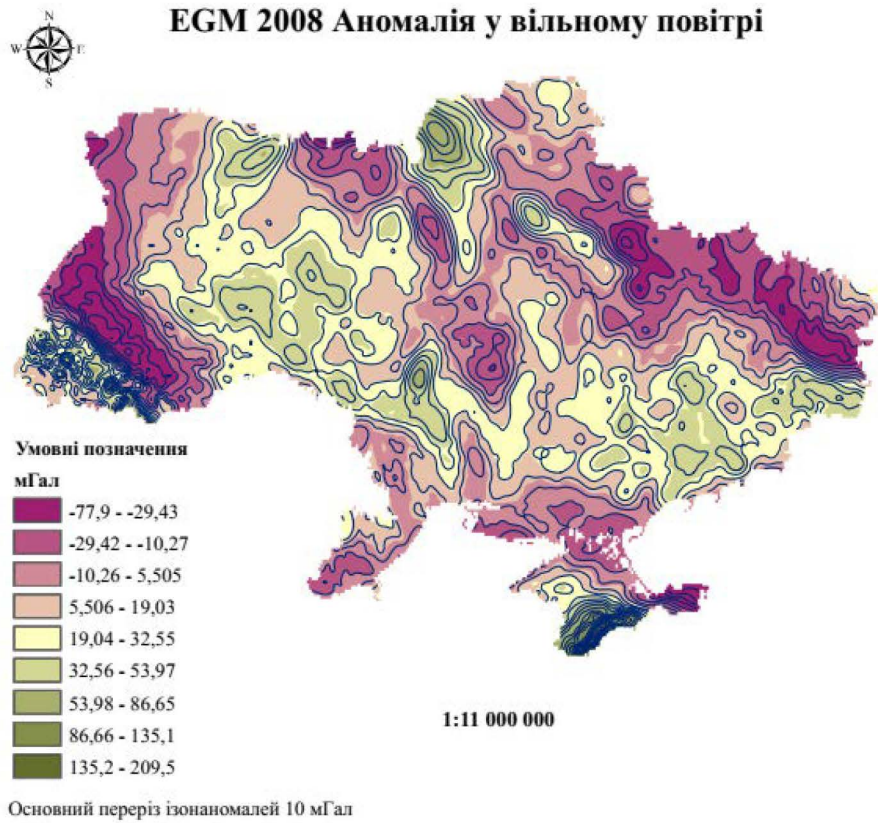 EGM 2008 Аномалія у вільному повітрі
N
W E
S
Умовні позначення
мГал
-77,9 - -29,43
-29,42 - -10,27
-10,26 - 5,505
5,506 - 19,03
19,04 - 32,55
32,56 - 53,97
53,98 - 86,65
86,66 - 135,1
135,2 - 209,5
1:11 000 000
Основний переріз ізонаномалей 10 мГал